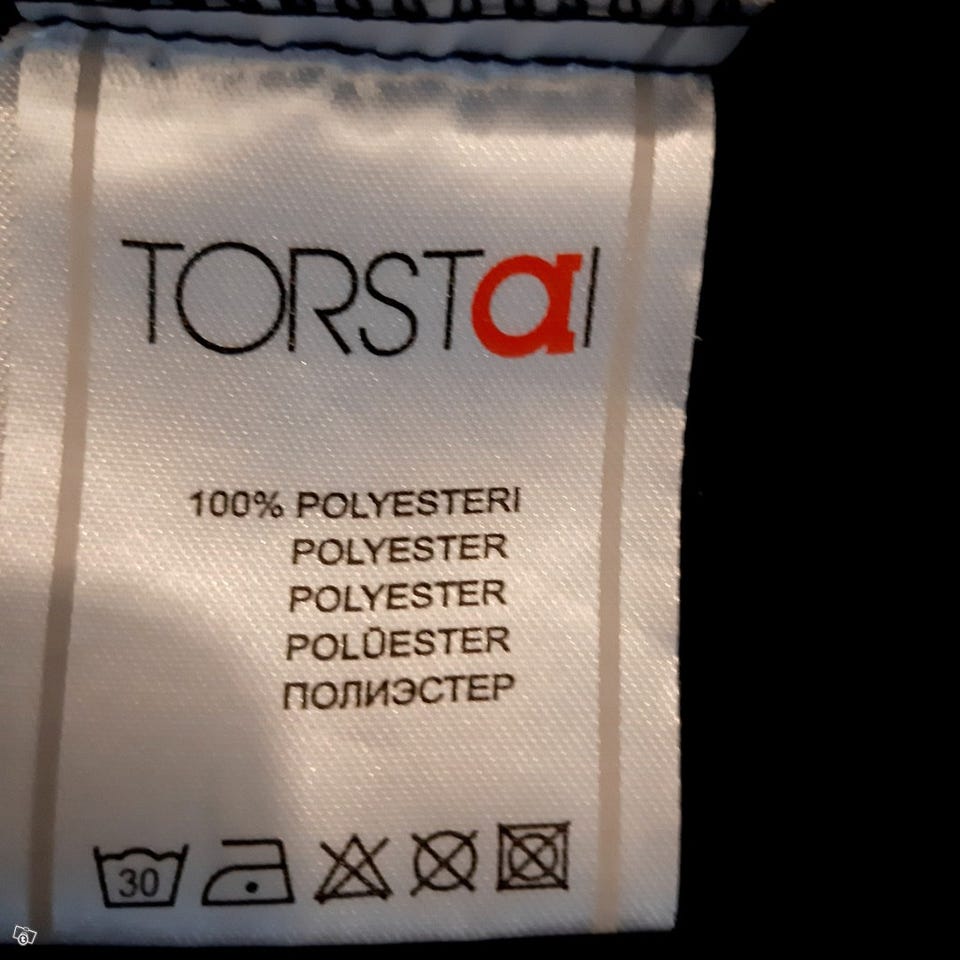 TORSTaI
100% POLYESTERI
POLYESTER
POLYESTER
POLÜESTER
ПОЛИЭСТЕР
30